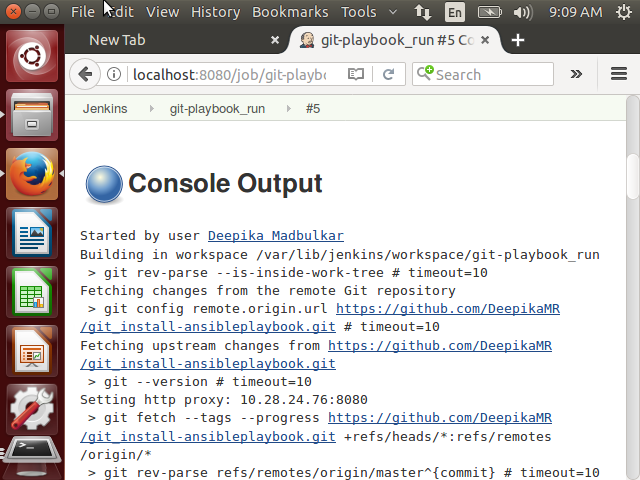 File Edit View History Bookmarks Tools En 9:09 AM
New Tab git-playbook_run #5 Co
localhost:8080/job/git-playbo Search
Jenkins git-playbook_run #5
Console Output
Started by user Deepika Madbulkar
Building in workspace /var/lib/jenkins/workspace/git-playbook_run
> git rev-parse --is-inside-work-tree # timeout=10
Fetching changes from the remote Git repository
> git config remote.origin.url https://github.com/DeepikaMR
/git_install-ansibleplaybook.git # timeout=10
Fetching upstream changes from https://github.com/DeepikaMR
/git_install-ansibleplaybook.git
> git --version # timeout=10
Setting http proxy: 10.28.24.76:8080
> git fetch --tags --progress https://github.com/DeepikaMR
/git_install-ansibleplaybook.git +refs/heads/*:refs/remotes
/origin/*
> git rev-parse refs/remotes/origin/master^{commit} # timeout=10